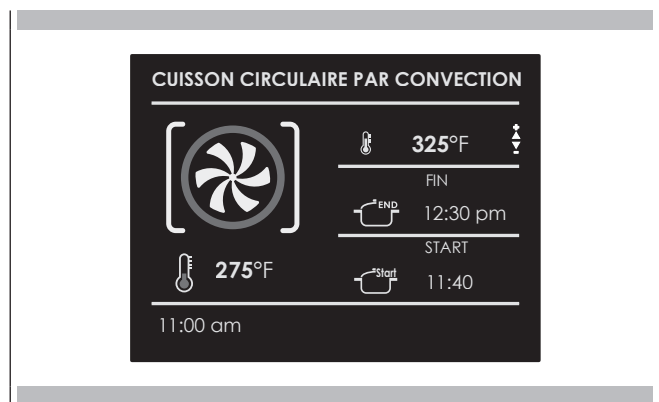 CUISSON CIRCULAIRE PAR CONVECTION
325°F
FIN
END
12:30 pm
START
Start
11:40
275°F
11:00 am